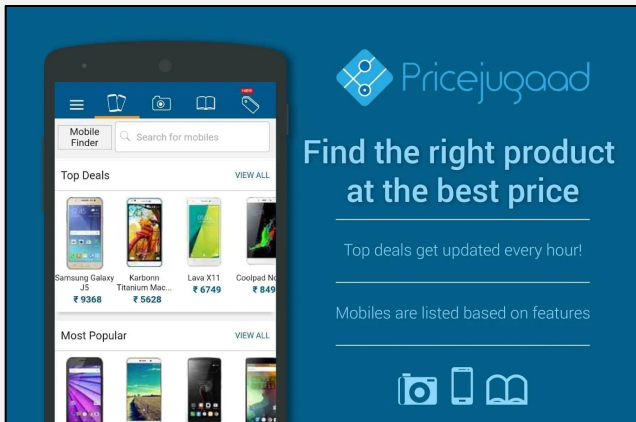 NEW
Mobile
Finder
Search for mobiles
Top Deals
VIEW ALL
Samsung Galaxy
J5
₹ 9368
Karbonn
Titanium Mac...
₹ 5628
Lava X11
₹ 6749
Coolpad No
₹ 849
Most Popular
VIEW ALL
Pricejugaad
Find the right product
at the best price
Top deals get updated every hour!
Mobiles are listed based on features